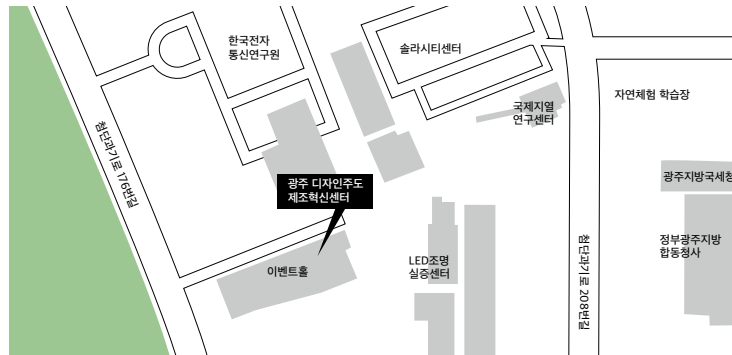 한국전자
통신연구원
솔라시티센터
국제지열
연구센터
자연체험 학습장
첨단과기로 176번길
광주 디자인주도
제조혁신센터
광주지방국세청
이벤트홀
LED조명
실증센터
정부광주지방
합동청사
첨단과기로 208번길